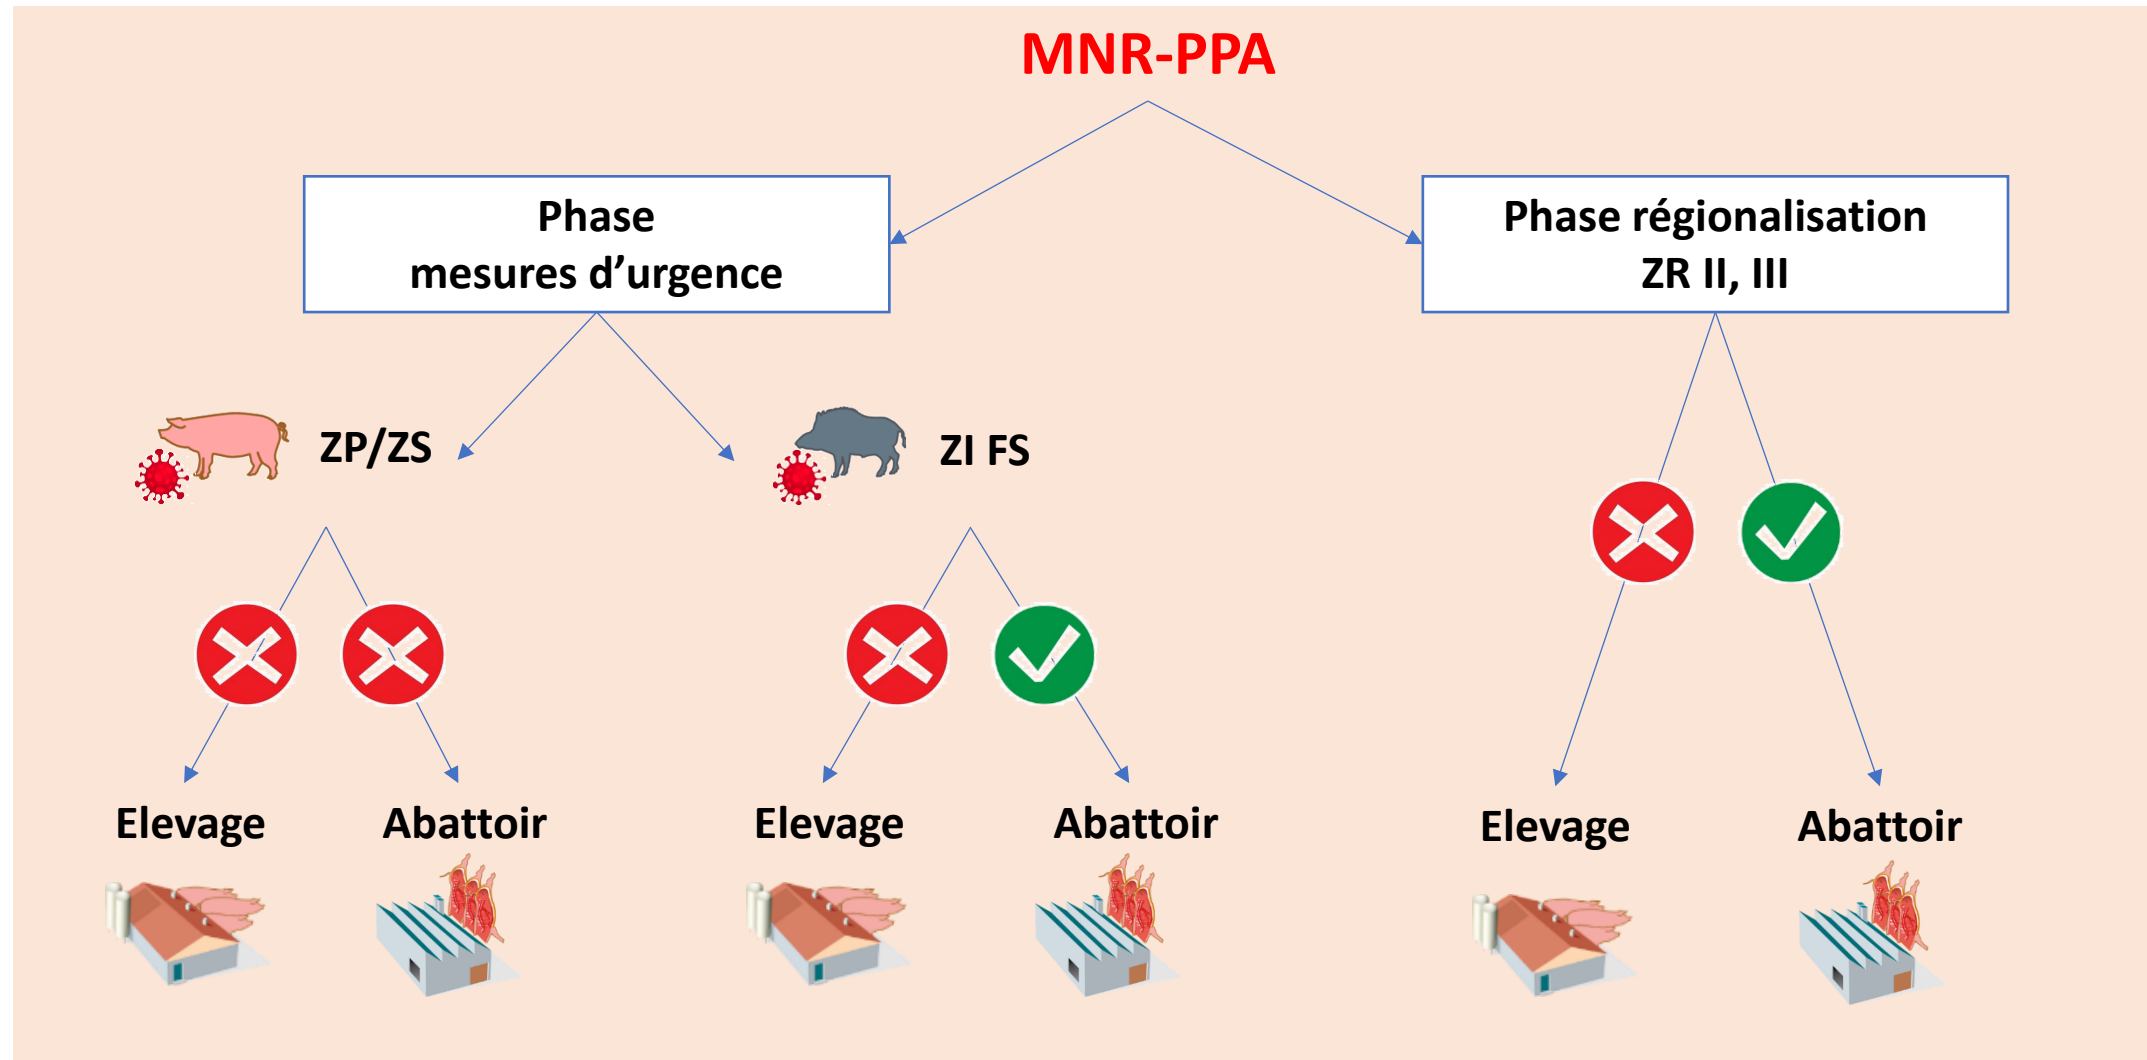 MNR-PPA
Phase
mesures d’urgence
Phase régionalisation
ZR II, III
ZP/ZS
ZI FS
Elevage
Abattoir
Elevage
Abattoir
Elevage
Abattoir